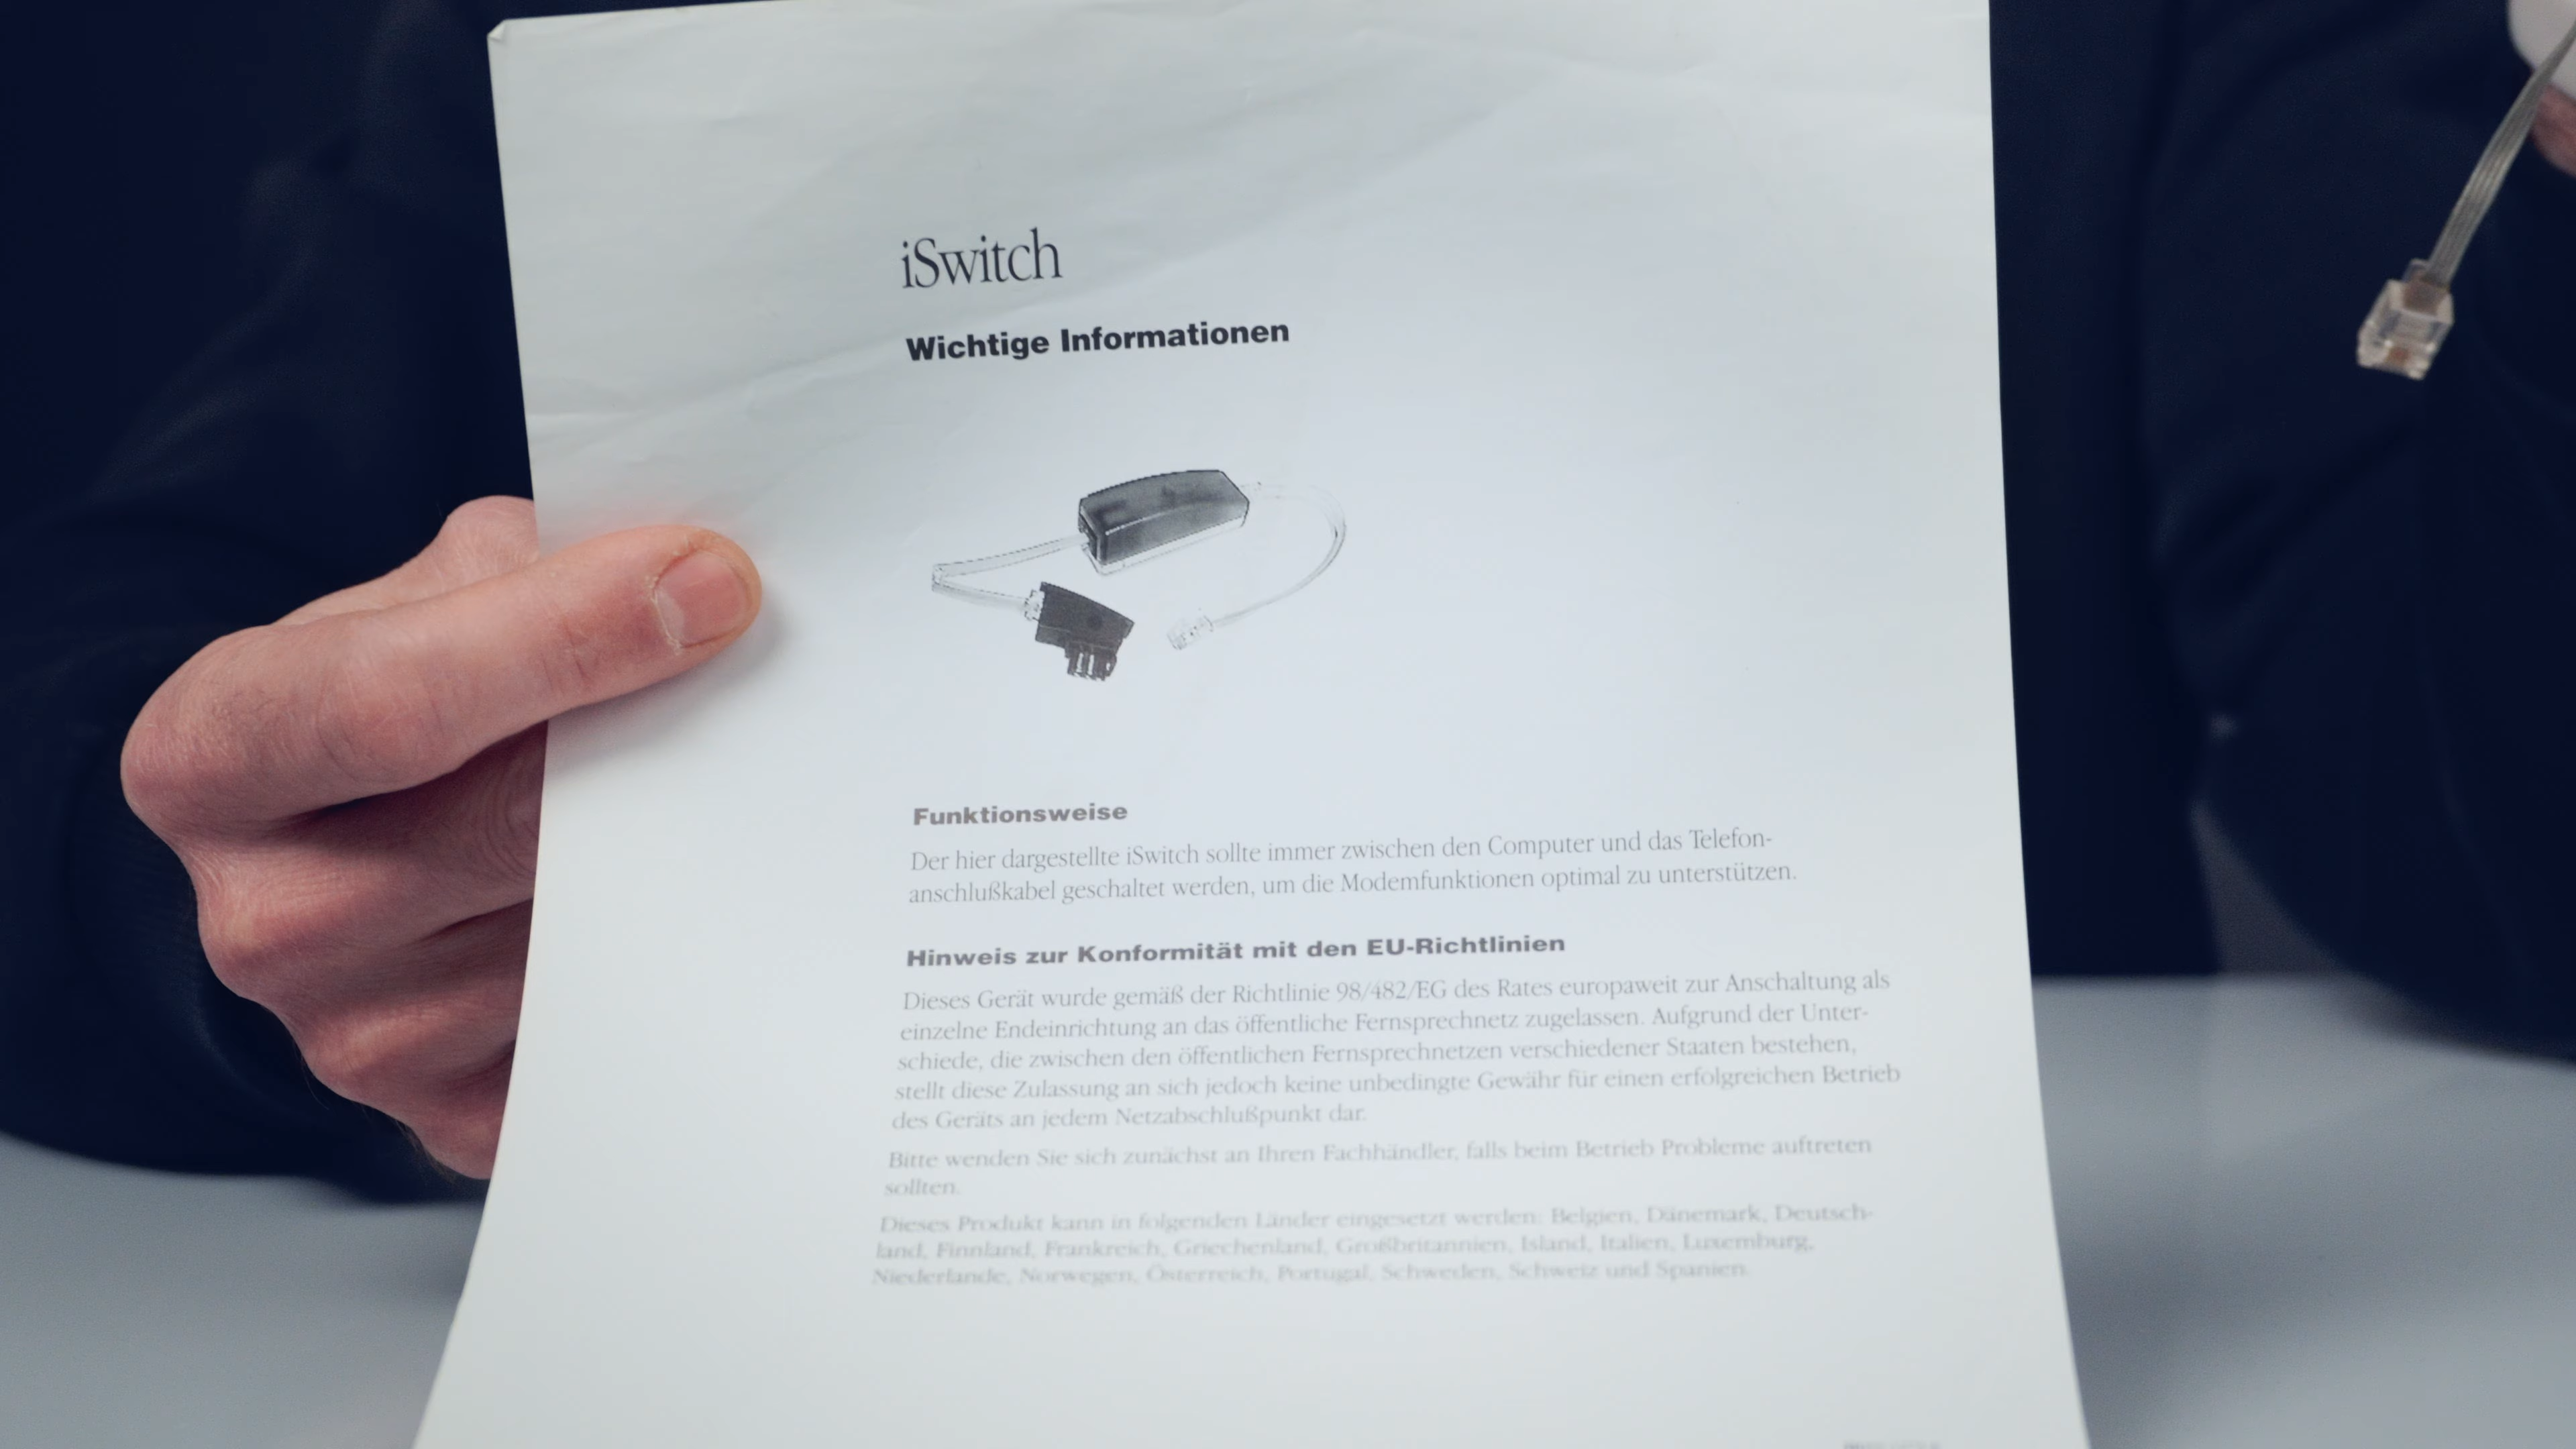 iSwitch
Wichtige Informationen
Funktionsweise
Der hier dargestellte iSwitch sollte immer zwischen den Computer und das Telefon-
anschlußkabel geschaltet werden, um die Modemfunktionen optimal zu unterstützen.
Hinweis zur Konformität mit den EU-Richtlinien
Dieses Gerät wurde gemäß der Richtlinie 98/482/EG des Rates europaweit zur Anschaltung als
einzelne Endeinrichtung an das öffentliche Fernsprechnetz zugelassen. Aufgrund der Unter-
schiede, die zwischen den öffentlichen Fernsprechnetzen verschiedener Staaten bestehen,
stellt diese Zulassung an sich jedoch keine unbedingte Gewähr für einen erfolgreichen Betrieb
des Geräts an jedem Netzabschlußpunkt dar.
Bitte wenden Sie sich zunächst an Ihren Fachhändler, falls beim Betrieb Probleme auftreten
sollten.
Dieses Produkt kann in folgenden Länder eingesetzt werden: Belgien, Dänemark, Deutsch-
land, Finnland, Frankreich, Griechenland, Großbritannien, Island, Italien, Luxemburg,
Niederlande, Norwegen, Österreich, Portugal, Schweden, Schweiz und Spanien.